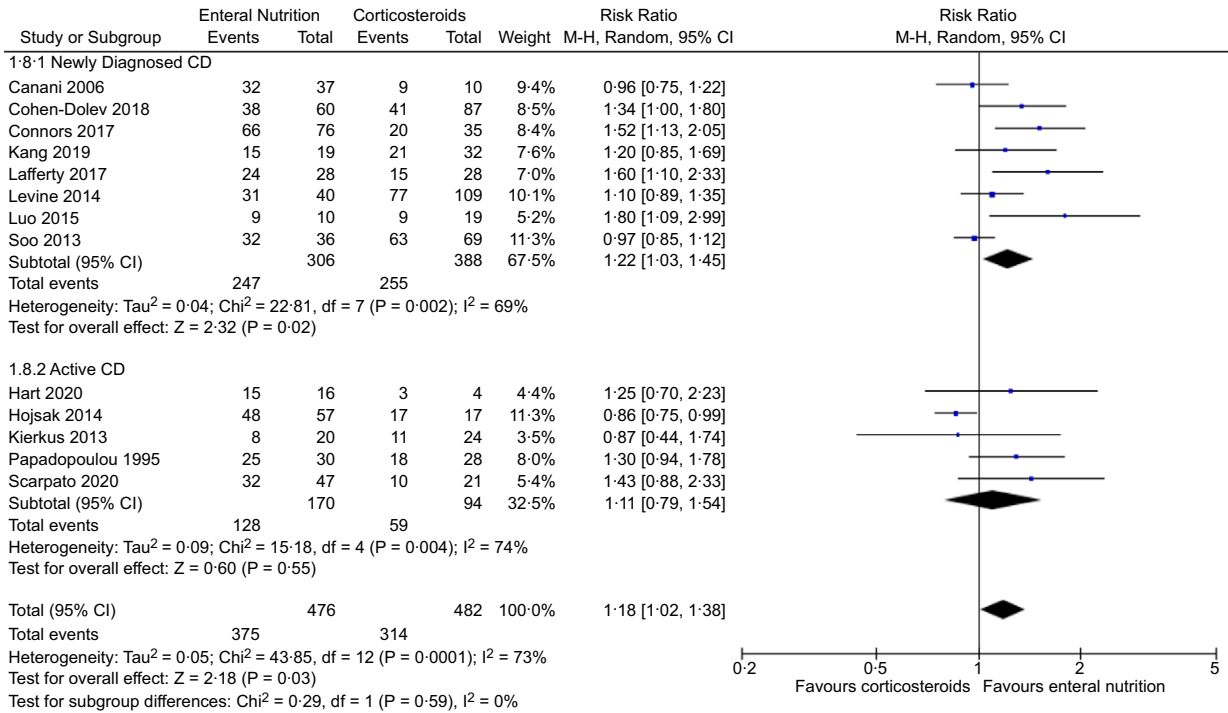 Enteral Nutrition Corticosteroids Risk Ratio Risk Ratio
Study or Subgroup Events Total Events Total Weight M-H, Random, 95% CI M-H, Random, 95% CI
1·8·1 Newly Diagnosed CD
Canani 2006 32 37 9 10 9·4% 0·96 [0·75, 1·22]
Cohen-Dolev 2018 38 60 41 87 8·5% 1·34 [1·00, 1·80]
Connors 2017 66 76 20 35 8·4% 1·52 [1·13, 2·05]
Kang 2019 15 19 21 32 7·6% 1·20 [0·85, 1·69]
Lafferty 2017 24 28 15 28 7·0% 1·60 [1·10, 2·33]
Levine 2014 31 40 77 109 10·1% 1·10 [0·89, 1·35]
Luo 2015 9 10 9 19 5·2% 1·80 [1·09, 2·99]
Soo 2013 32 36 63 69 11·3% 0·97 [0·85, 1·12]
Subtotal (95% CI) 306 388 67·5% 1·22 [1·03, 1·45]
Total events 247 255
Heterogeneity: Tau² = 0·04; Chi² = 22·81, df = 7 (P = 0·002); I² = 69%
Test for overall effect: Z = 2·32 (P = 0·02)
1.8.2 Active CD
Hart 2020 15 16 3 4 4·4% 1·25 [0·70, 2·23]
Hojsak 2014 48 57 17 17 11·3% 0·86 [0·75, 0·99]
Kierkus 2013 8 20 11 24 3·5% 0·87 [0·44, 1·74]
Papadopoulou 1995 25 30 18 28 8·0% 1·30 [0·94, 1·78]
Scarpato 2020 32 47 10 21 5·4% 1·43 [0·88, 2·33]
Subtotal (95% CI) 170 94 32·5% 1·11 [0·79, 1·54]
Total events 128 59
Heterogeneity: Tau² = 0·09; Chi² = 15·18, df = 4 (P = 0·004); I² = 74%
Test for overall effect: Z = 0·60 (P = 0·55)
Total (95% CI) 476 482 100·0% 1·18 [1·02, 1·38]
Total events 375 314
Heterogeneity: Tau² = 0·05; Chi² = 43·85, df = 12 (P = 0·0001); I² = 73%
Test for overall effect: Z = 2·18 (P = 0·03)
Test for subgroup differences: Chi² = 0·29, df = 1 (P = 0·59), I² = 0%
0·2 0·5 1 2 5
Favours corticosteroids Favours enteral nutrition